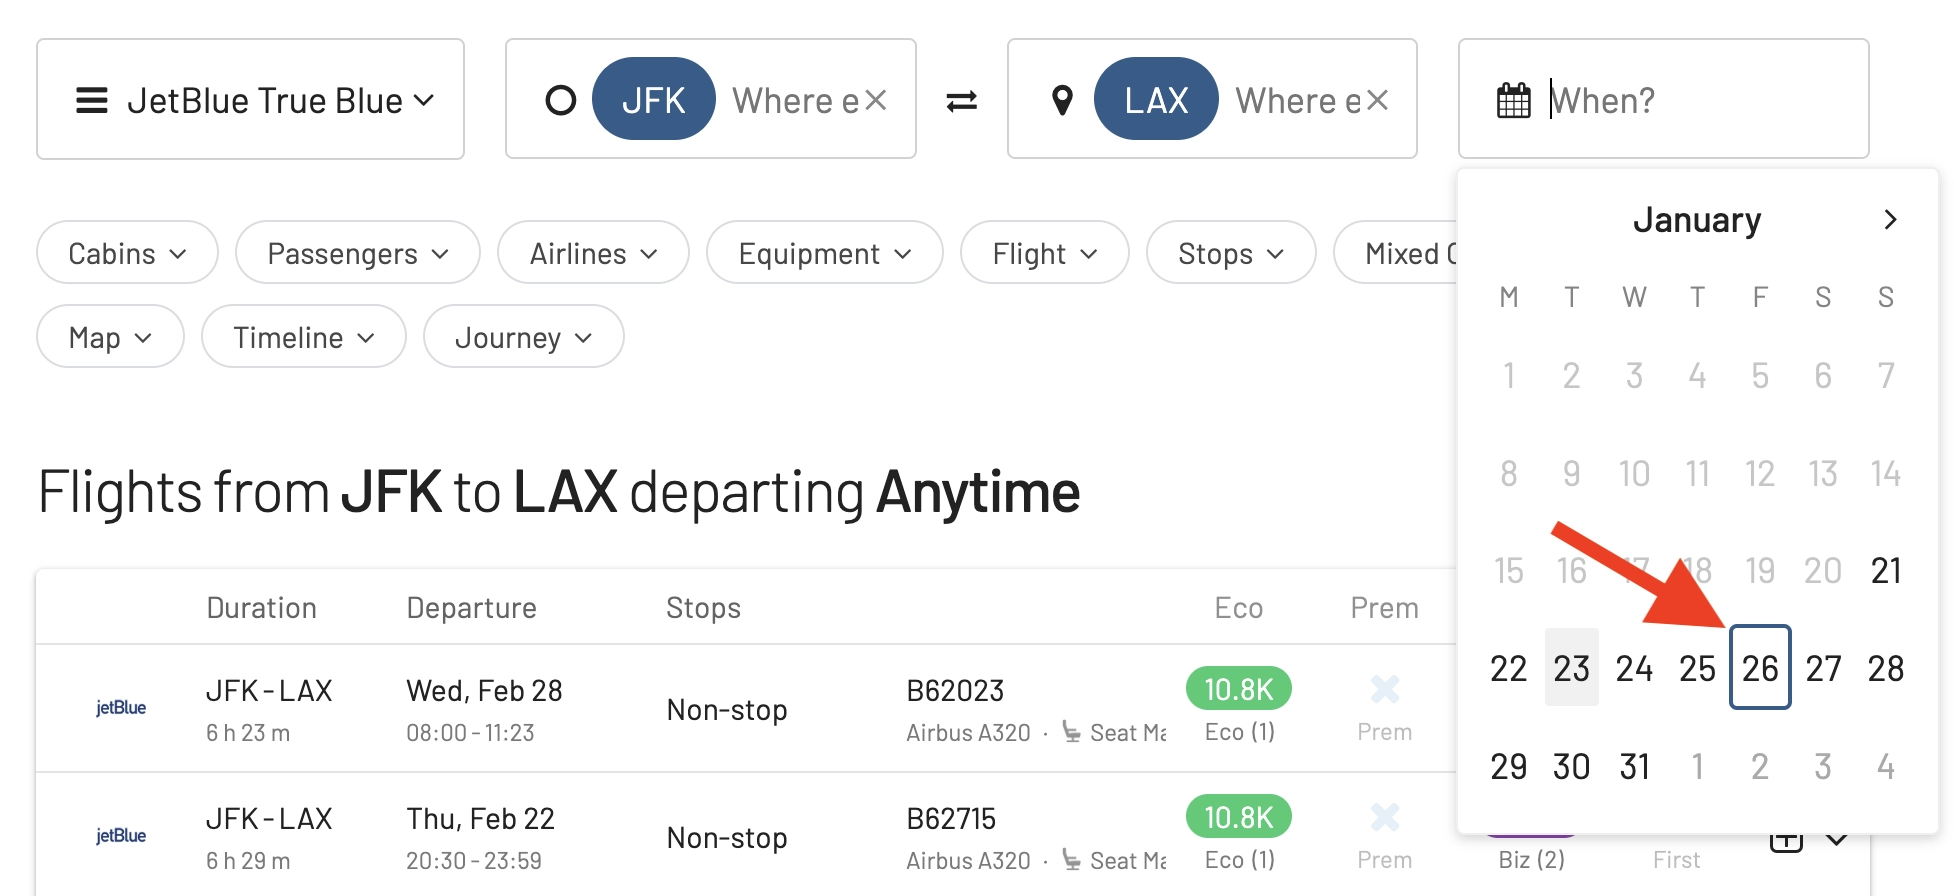 JetBlue True Blue
JFK Where e
LAX Where e
When?
Cabins
Passengers
Airlines
Equipment
Flight
Stops
Mixed
Map
Timeline
Journey
January
M T W T F S S
1 2 3 4 5 6 7
8 9 10 11 12 13 14
15 16 17 18 19 20 21
22 23 24 25 26 27 28
29 30 31 1 2 3 4
Flights from JFK to LAX departing Anytime
Duration Departure Stops Eco Prem
jetBlue
JFK - LAX
6 h 23 m
Wed, Feb 28
08:00 - 11:23
Non-stop
B62023
Airbus A320 · Seat Ma
10.8K
Eco (1)
Prem
jetBlue
JFK - LAX
6 h 29 m
Thu, Feb 22
20:30 - 23:59
Non-stop
B62715
Airbus A320 · Seat Ma
10.8K
Eco (1)
Prem
Biz (2)
First